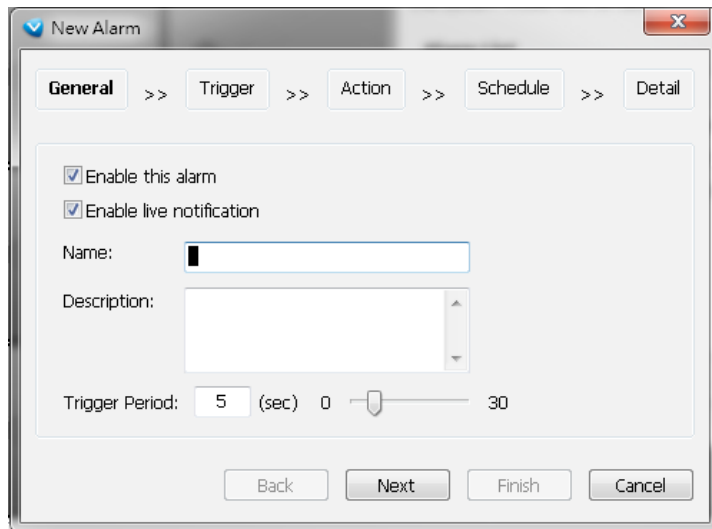 New Alarm
General >> Trigger >> Action >> Schedule >> Detail
Enable this alarm
Enable live notification
Name:
Description:
Trigger Period: 5 (sec) 0 30
Back Next Finish Cancel